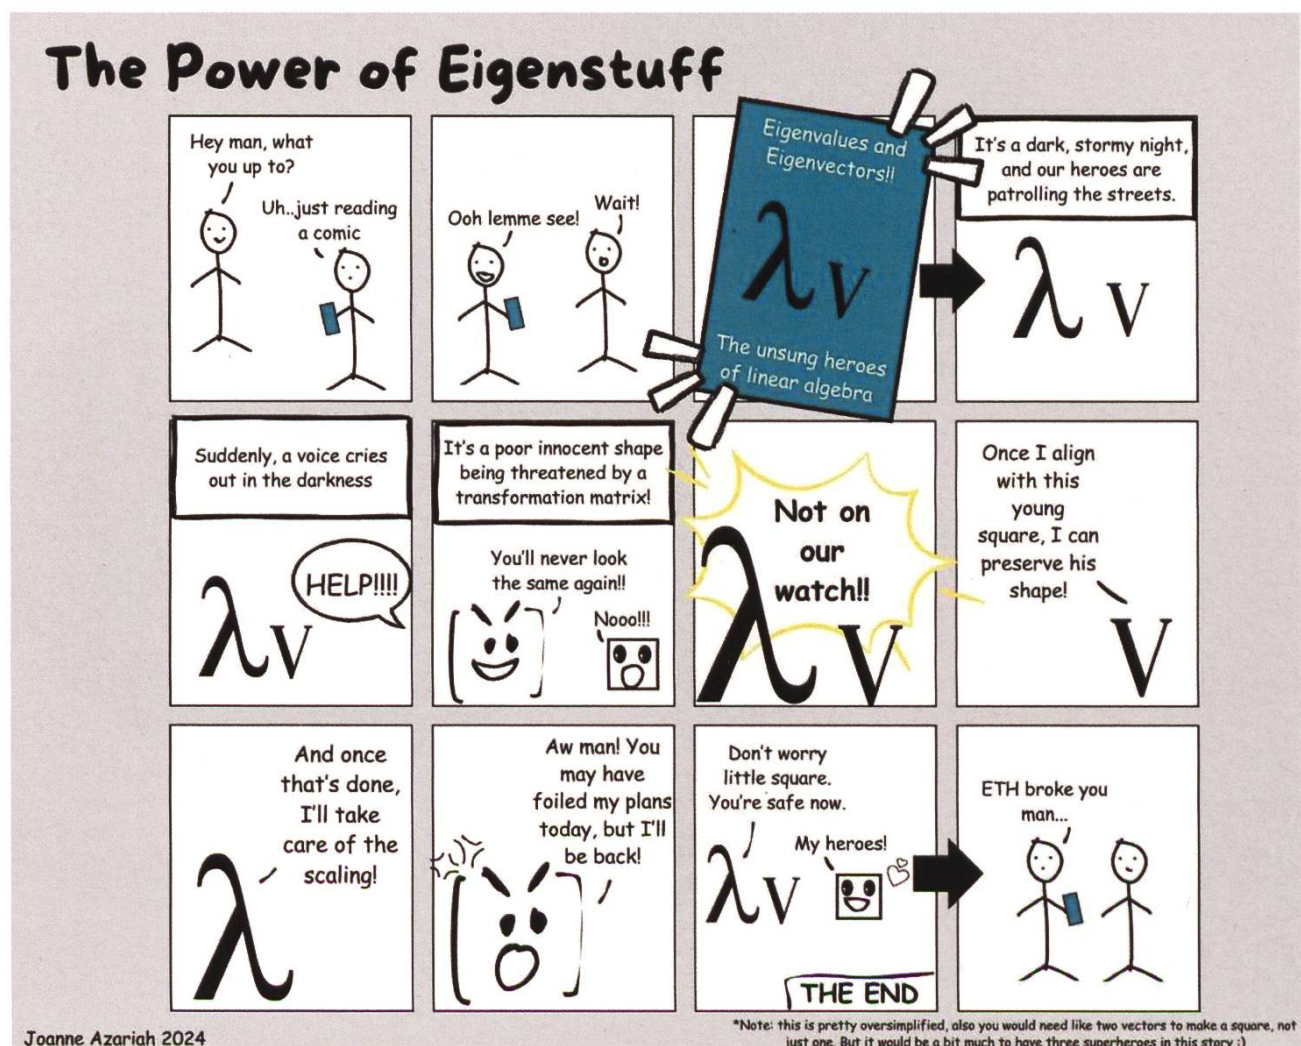 The Power of Eigenstuff
Hey man, what
you up to?
Uh..just reading
a comic
Ooh lemme see!
Wait!
Eigenvalues and
Eigenvectors!!
λ v
The unsung heroes
of linear algebra
It's a dark, stormy night,
and our heroes are
patrolling the streets.
λ v
Suddenly, a voice cries
out in the darkness
HELP!!!!
λ v
It's a poor innocent shape
being threatened by a
transformation matrix!
You'll never look
the same again!!
Nooo!!!
Not on
our
watch!!
λ v
Once I align
with this
young
square, I can
preserve his
shape!
v
And once
that's done,
I'll take
care of the
scaling!
λ
Aw man! You
may have
foiled my plans
today, but I'll
be back!
Don't worry
little square.
You're safe now.
My heroes!
λ v
THE END
ETH broke you
man...
Joanne Azariah 2024
*Note: this is pretty oversimplified, also you would need like two vectors to make a square, not
just one. But it would be a bit much to have three superheroes in this story :)